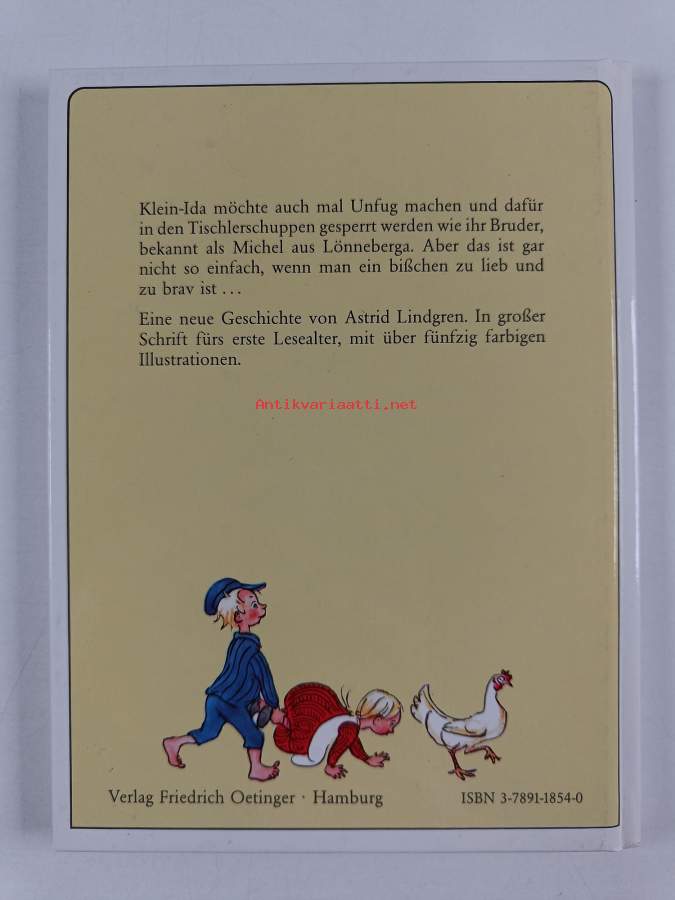 Klein-Ida möchte auch mal Unfug machen und dafür
in den Tischlerschuppen gesperrt werden wie ihr Bruder,
bekannt als Michel aus Lönneberga. Aber das ist gar
nicht so einfach, wenn man ein bißchen zu lieb und
zu brav ist ...
Eine neue Geschichte von Astrid Lindgren. In großer
Schrift fürs erste Lesealter, mit über fünfzig farbigen
Illustrationen.
Antikvariaatti.net
Verlag Friedrich Oetinger · Hamburg
ISBN 3-7891-1854-0